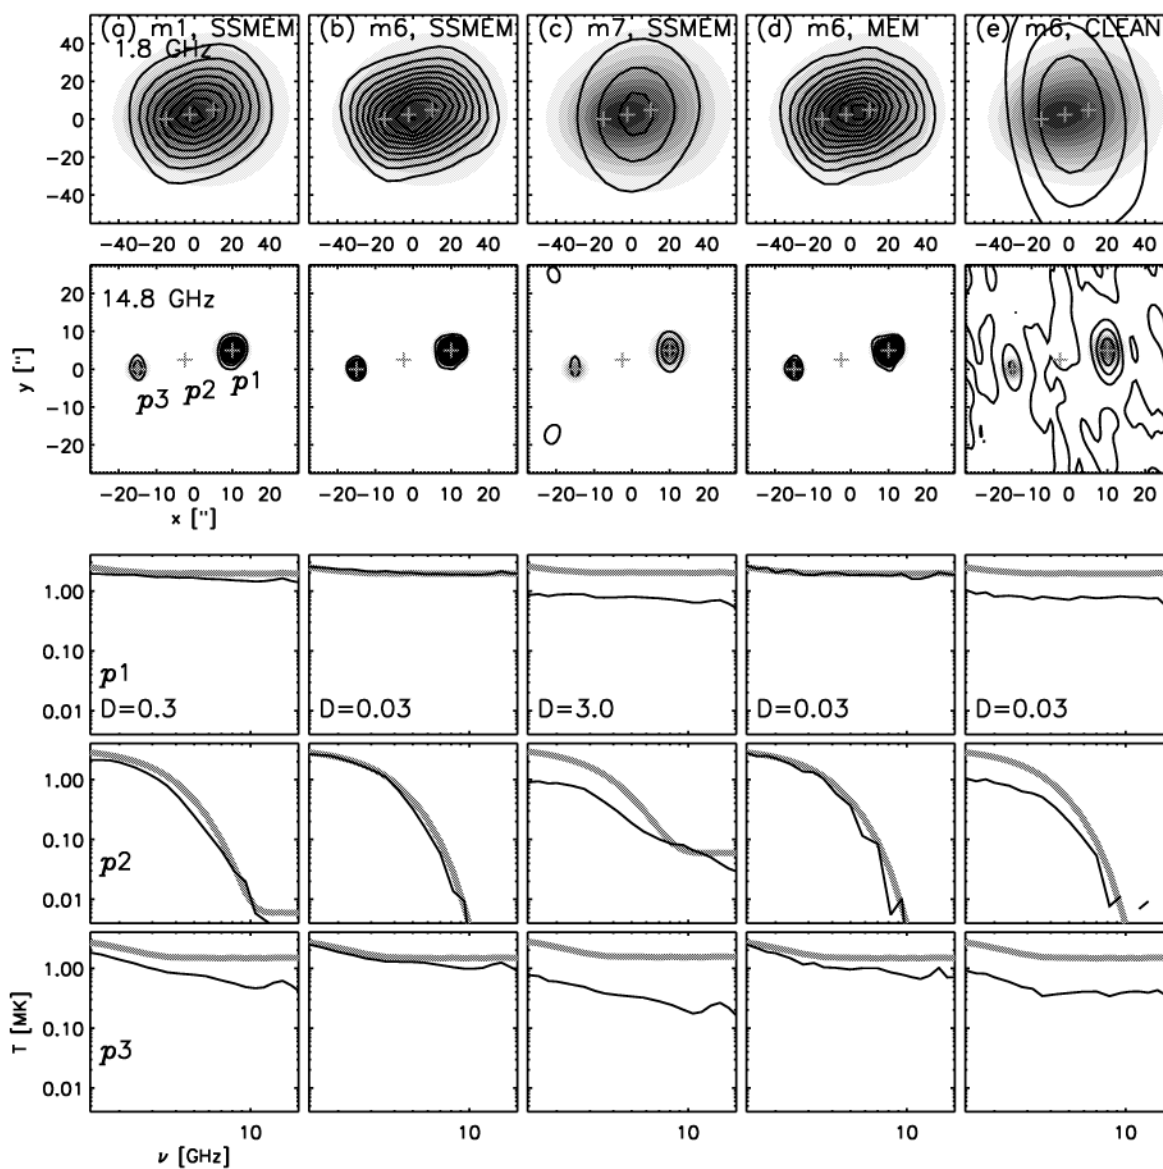 (a) m1, SSMEM (b) m6, SSMEM (c) m7, SSMEM (d) m6, MEM (e) m6, CLEAN
1.8 GHz
40
20
0
−20
−40
−40−20 0 20 40 −40−20 0 20 40 −40−20 0 20 40 −40−20 0 20 40 −40−20 0 20 40
14.8 GHz
20
10
0
−10
−20
y ["]
p3 p2 p1
−20−10 0 10 20 −20−10 0 10 20 −20−10 0 10 20 −20−10 0 10 20 −20−10 0 10 20
x ["]
1.00
0.10
p1
0.01
D=0.3 D=0.03 D=3.0 D=0.03 D=0.03
1.00
0.10
p2
0.01
1.00
0.10
p3
0.01
T [MK]
10 10 10 10 10
ν [GHz]